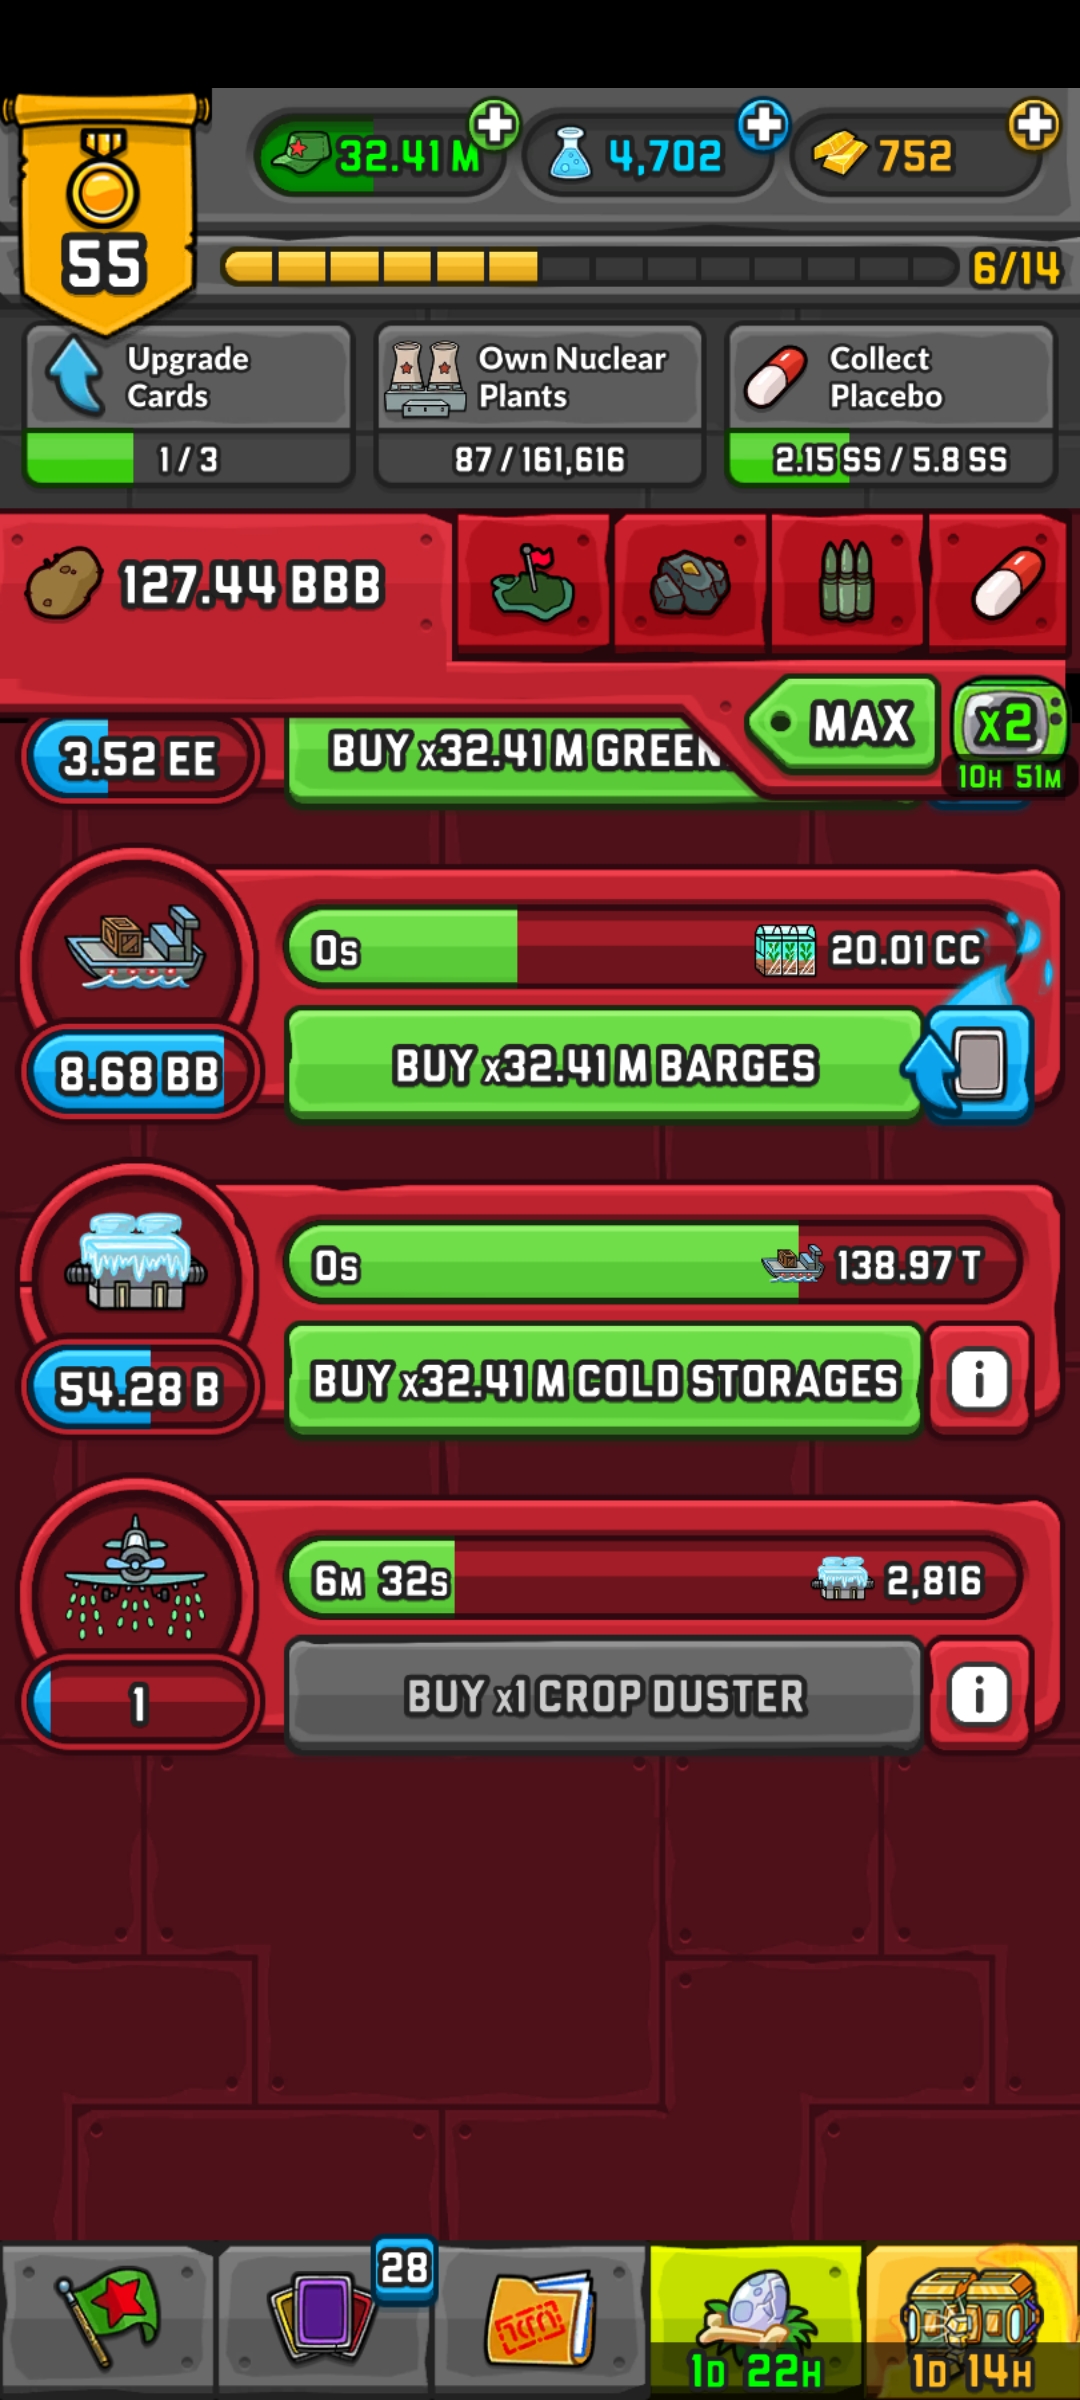 55
32.41 M
4,702
752
6/14
Upgrade
Cards
1 / 3
Own Nuclear
Plants
87 / 161,616
Collect
Placebo
2.15 SS / 5.8 SS
127.44 BBB
MAX
x2
10H 51M
3.52 EE
BUY x32.41 M GREEN
0s
20.01 CC
8.68 BB
BUY x32.41 M BARGES
0s
138.97 T
54.28 B
BUY x32.41 M COLD STORAGES
i
6M 32s
2,816
1
BUY x1 CROP DUSTER
i
28
1D 22H
1D 14H